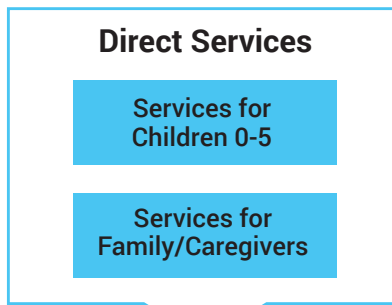 Direct Services
Services for
Children 0-5
Services for
Family/Caregivers